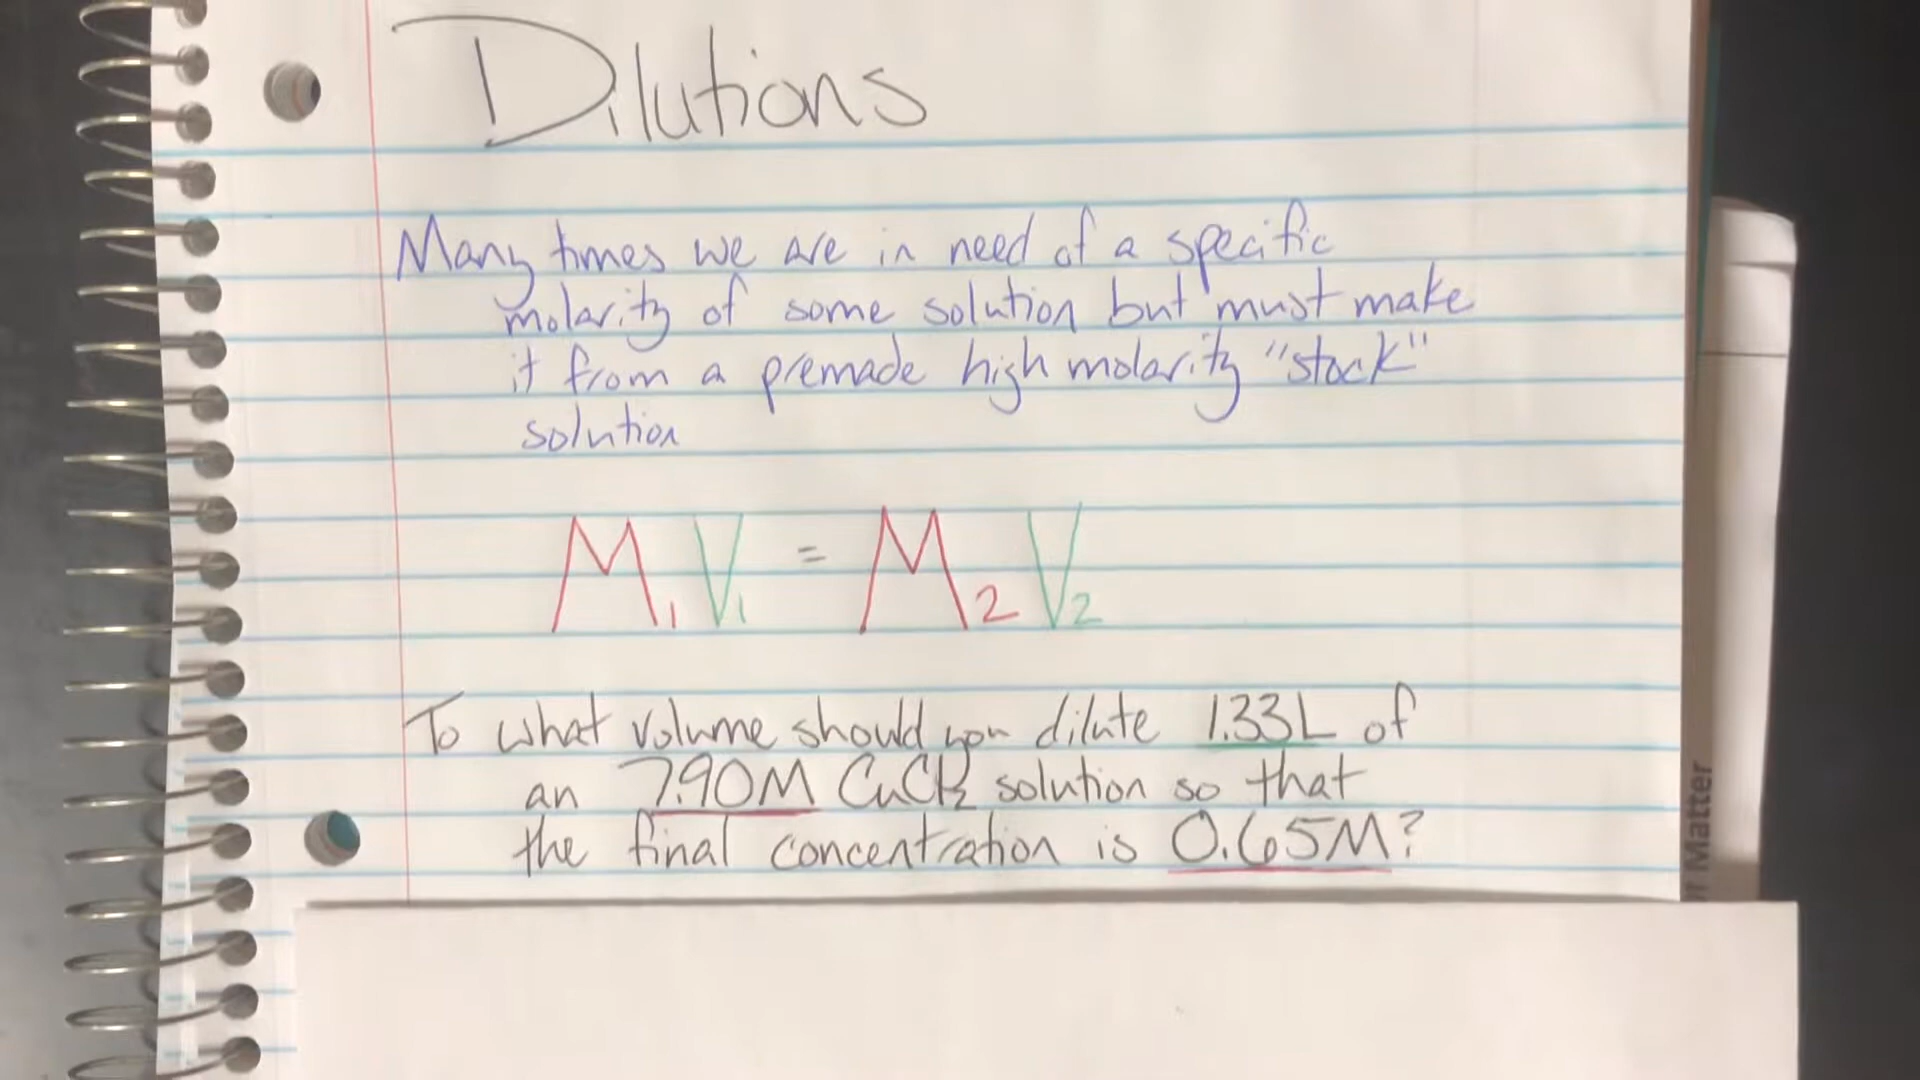 Dilutions
Many times we are in need of a specific
molarity of some solution but must make
it from a premade high molarity "stock"
solution
M₁V₁ = M₂V₂
To what volume should you dilute 1.33L of
an 7.90M CuCl₂ solution so that
the final concentration is 0.65M?
Matter